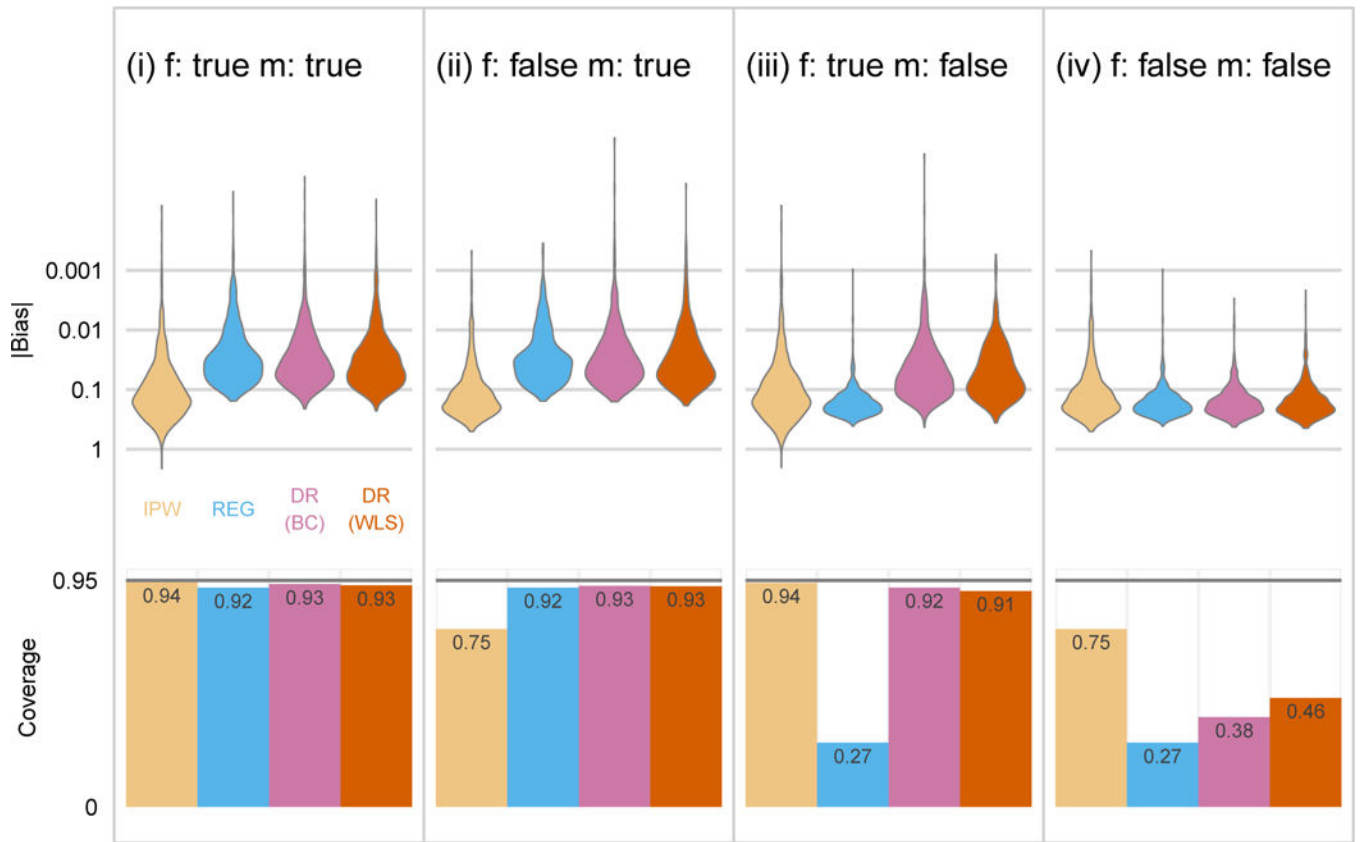 (i) f: true m: true
(ii) f: false m: true
(iii) f: true m: false
(iv) f: false m: false
|Bias|
0.001
0.01
0.1
1
IPW
REG
DR
(BC)
DR
(WLS)
Coverage
0.95
0
0.94
0.92
0.93
0.93
0.75
0.92
0.93
0.93
0.94
0.27
0.92
0.91
0.75
0.27
0.38
0.46